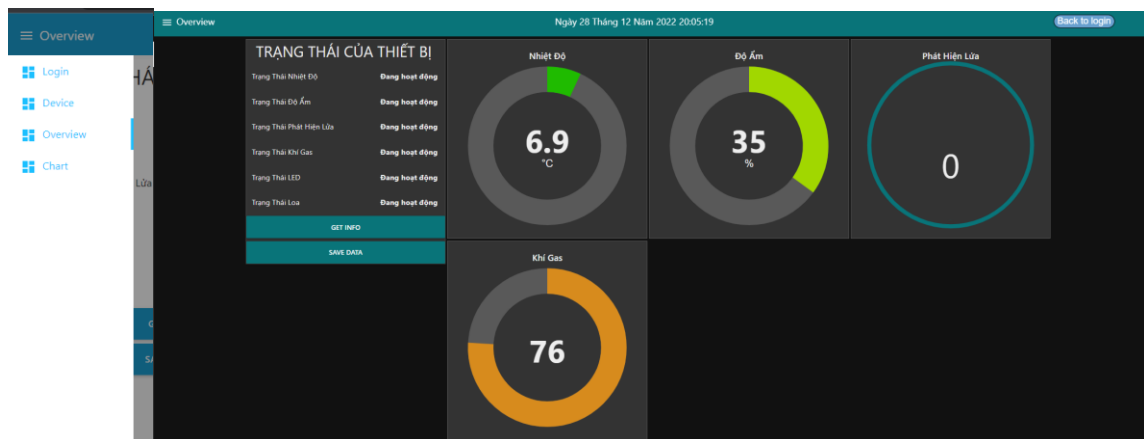 Overview
Login
Device
Overview
Chart
HÁ
Lửa
G
SA
Overview
Ngày 28 Tháng 12 Năm 2022 20:05:19
Back to login
TRẠNG THÁI CỦA THIẾT BỊ
Trạng Thái Nhiệt Độ Đang hoạt động
Trạng Thái Độ Ẩm Đang hoạt động
Trạng Thái Phát Hiện Lửa Đang hoạt động
Trạng Thái Khí Gas Đang hoạt động
Trạng Thái LED Đang hoạt động
Trạng Thái Loa Đang hoạt động
GET INFO
SAVE DATA
Nhiệt Độ
6.9
°C
Độ Ẩm
35
%
Phát Hiện Lửa
0
Khí Gas
76